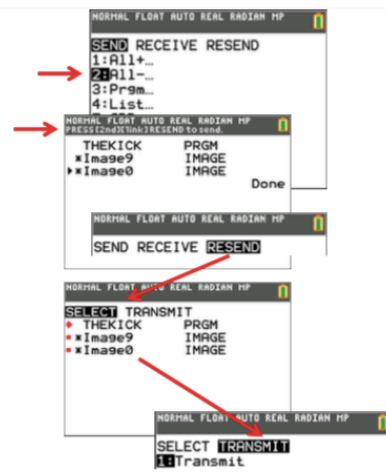 NORMAL FLOAT AUTO REAL RADIAN MP
SEND RECEIVE RESEND
1:All+…
2:All-…
3:Prgm…
4:List…
NORMAL FLOAT AUTO REAL RADIAN MP
PRESS[2nd][link]RESEND to send.
THEKICK PRGM
*Image9 IMAGE
*Image0 IMAGE
Done
NORMAL FLOAT AUTO REAL RADIAN MP
SEND RECEIVE RESEND
NORMAL FLOAT AUTO REAL RADIAN MP
SELECT TRANSMIT
THEKICK PRGM
*Image9 IMAGE
*Image0 IMAGE
NORMAL FLOAT AUTO REAL RADIAN MP
SELECT TRANSMIT
1:Transmit